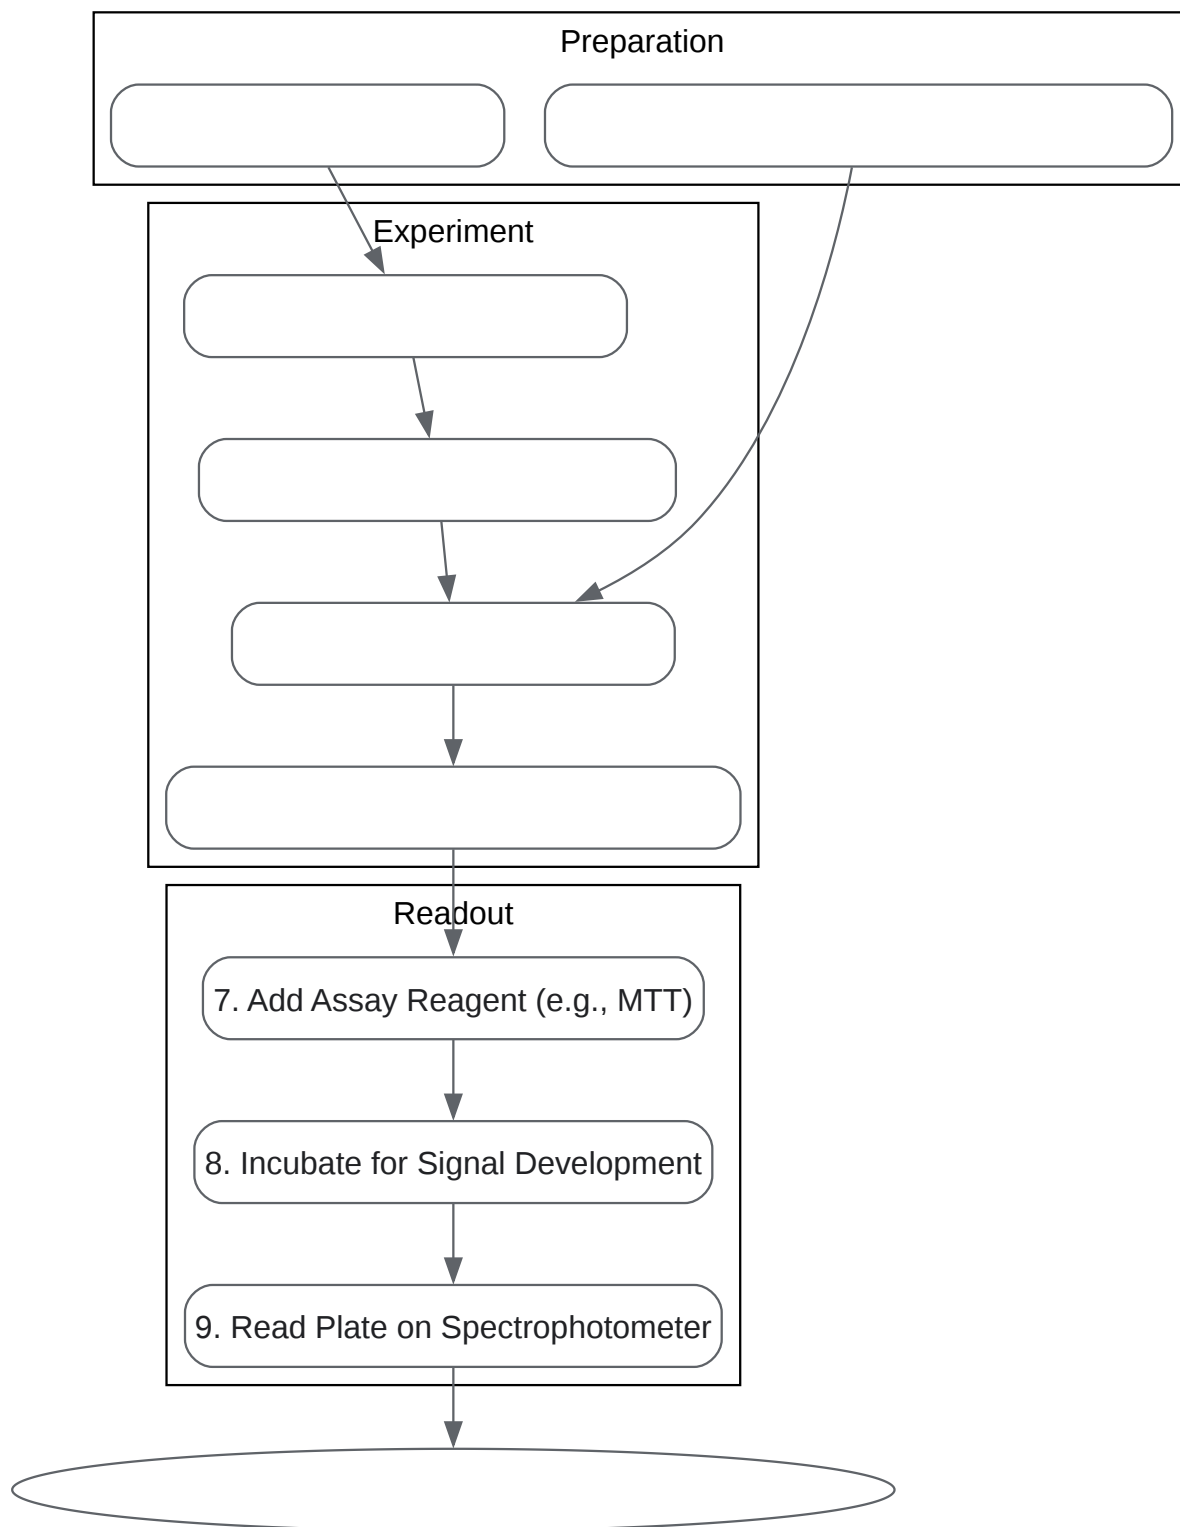 Preparation
Experiment
Readout
7. Add Assay Reagent (e.g., MTT)
8. Incubate for Signal Development
9. Read Plate on Spectrophotometer